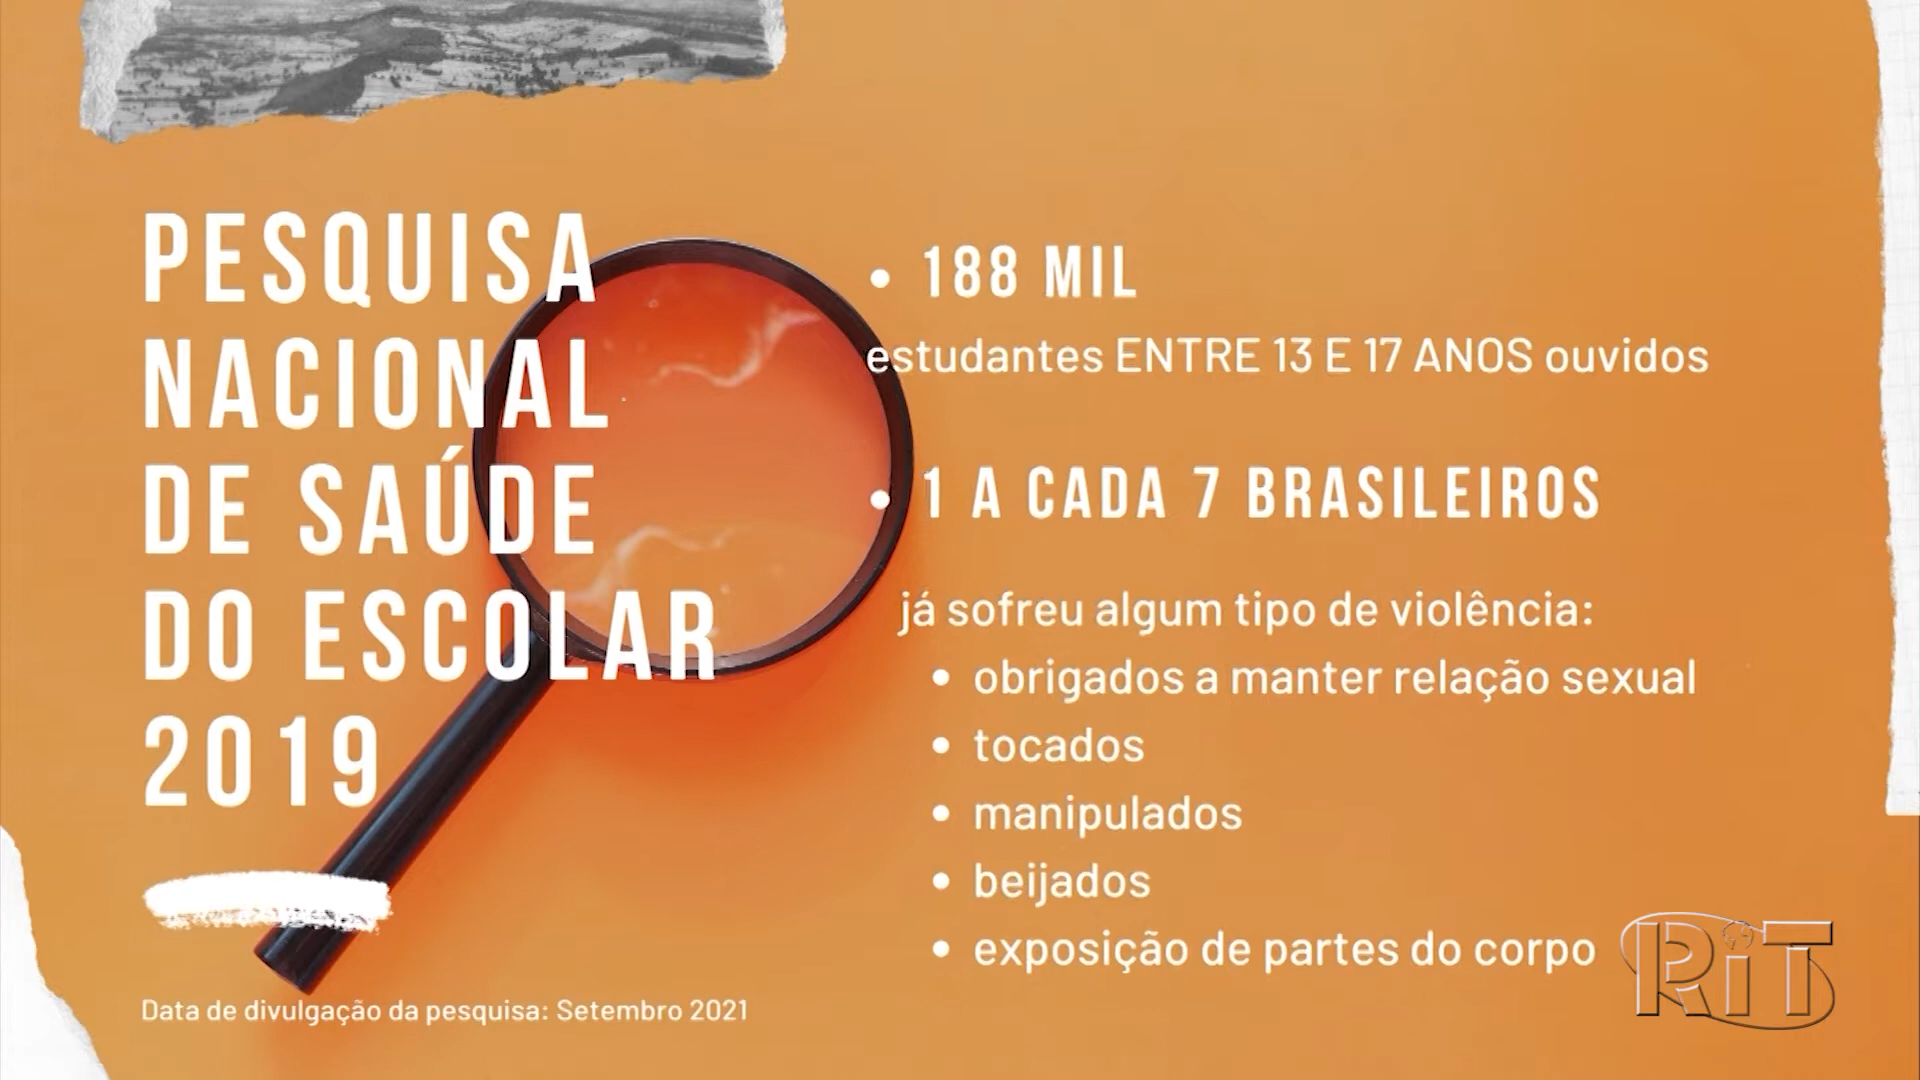 PESQUISA
NACIONAL
DE SAÚDE
DO ESCOLAR
2019
Data de divulgação da pesquisa: Setembro 2021
• 188 MIL
estudantes ENTRE 13 E 17 ANOS ouvidos
• 1 A CADA 7 BRASILEIROS
já sofreu algum tipo de violência:
• obrigados a manter relação sexual
• tocados
• manipulados
• beijados
• exposição de partes do corpo
RiT